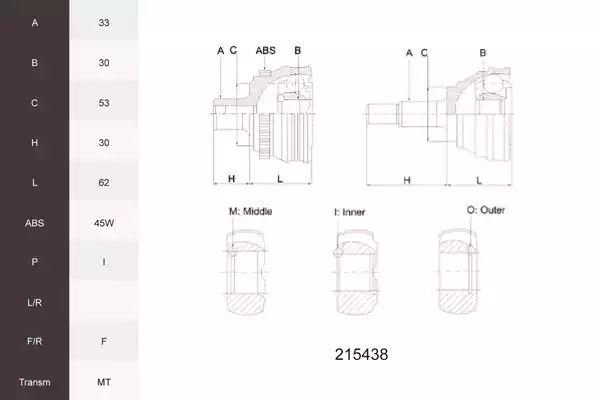 A 33
B 30
C 53
H 30
L 62
ABS 45W
P I
L/R
F/R F
Transm MT
A C ABS B
A C B
H L
H L
M: Middle
I: Inner
O: Outer
215438